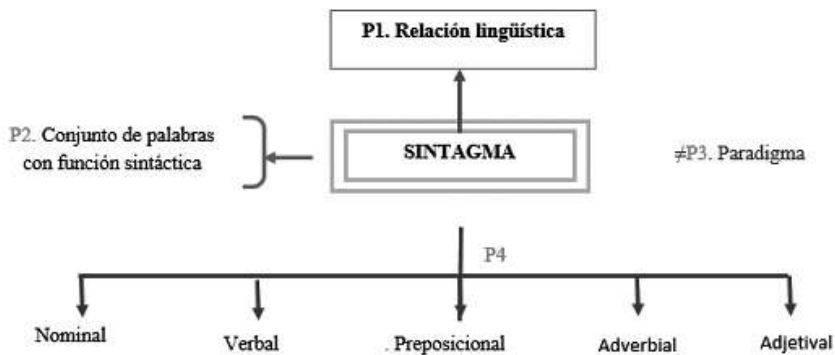 P1. Relación lingüística
P2. Conjunto de palabras
con función sintáctica
SINTAGMA
≠P3. Paradigma
P4
Nominal
Verbal
. Preposicional
Adverbial
Adjetival